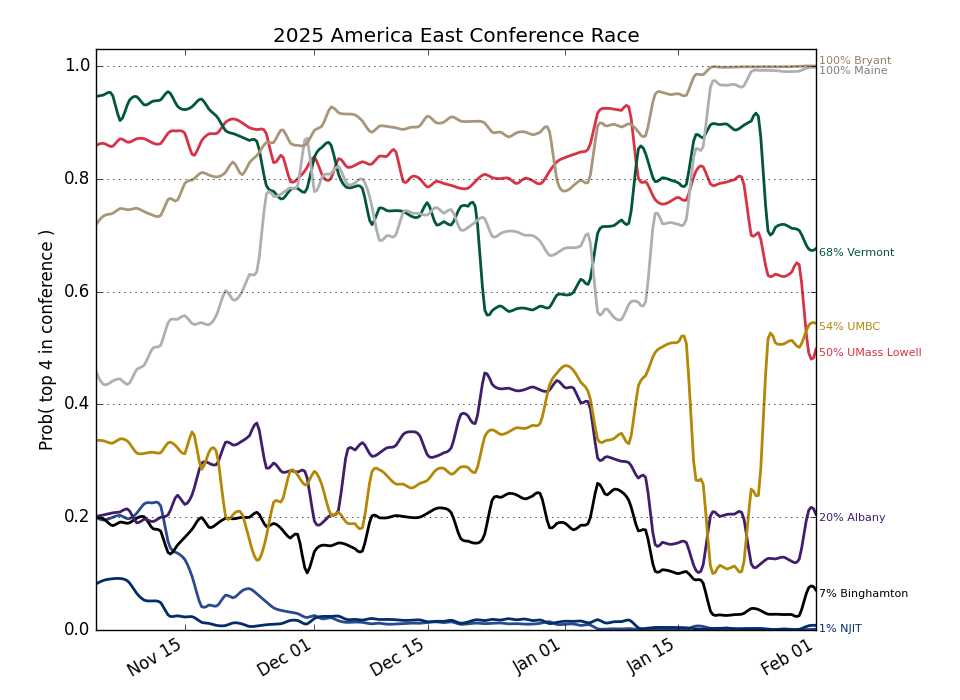 2025 America East Conference Race
Prob( top 4 in conference )
1.0
0.8
0.6
0.4
0.2
0.0
Nov 15
Dec 01
Dec 15
Jan 01
Jan 15
Feb 01
100% Bryant
100% Maine
68% Vermont
54% UMBC
50% UMass Lowell
20% Albany
7% Binghamton
1% NJIT